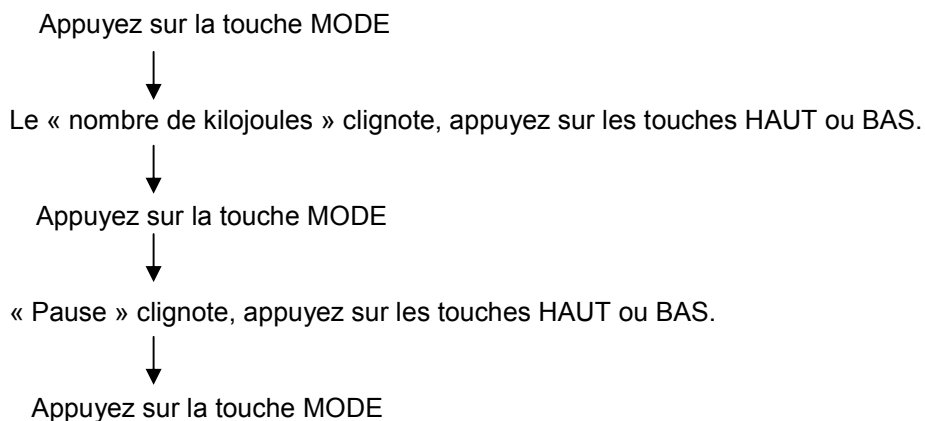 Appuyez sur la touche MODE
Le « nombre de kilojoules » clignote, appuyez sur les touches HAUT ou BAS.
Appuyez sur la touche MODE
« Pause » clignote, appuyez sur les touches HAUT ou BAS.
Appuyez sur la touche MODE